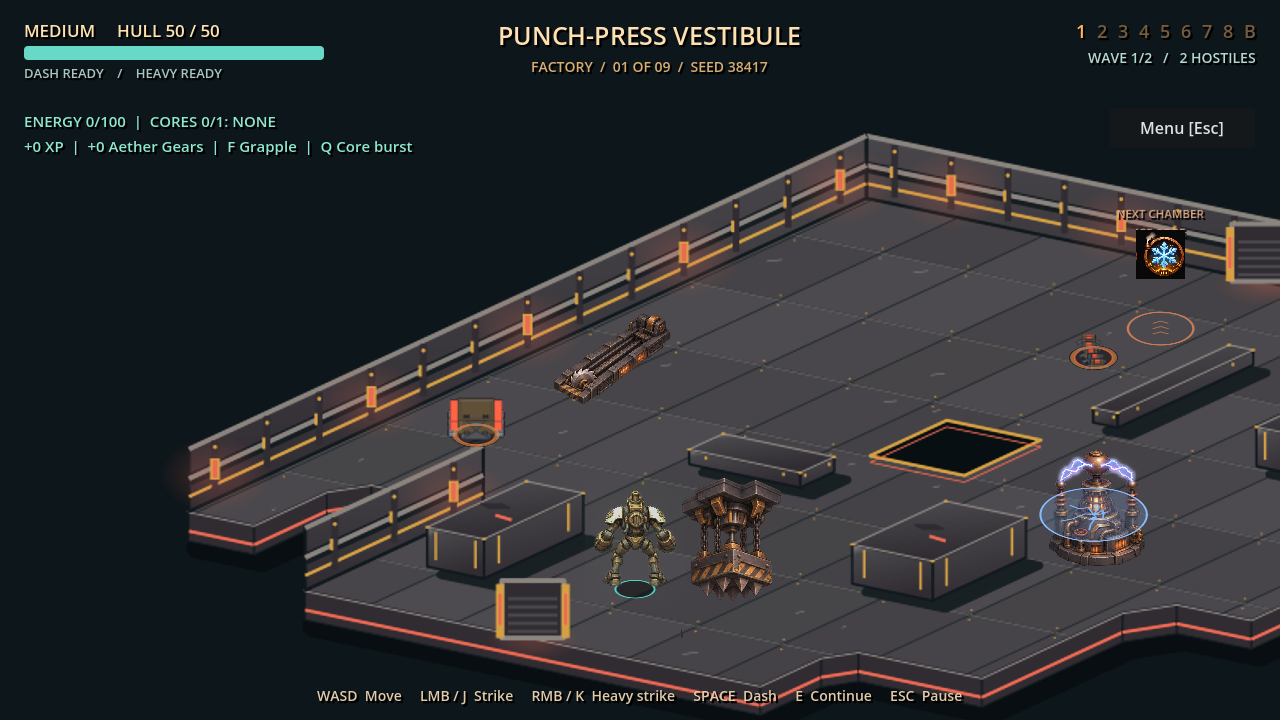 MEDIUM HULL 50 / 50
DASH READY / HEAVY READY
PUNCH-PRESS VESTIBULE
FACTORY / 01 OF 09 / SEED 38417
1 2 3 4 5 6 7 8 B
WAVE 1/2 / 2 HOSTILES
ENERGY 0/100 | CORES 0/1: NONE
+0 XP | +0 Aether Gears | F Grapple | Q Core burst
Menu [Esc]
NEXT CHAMBER
WASD Move LMB / J Strike RMB / K Heavy strike SPACE Dash E Continue ESC Pause